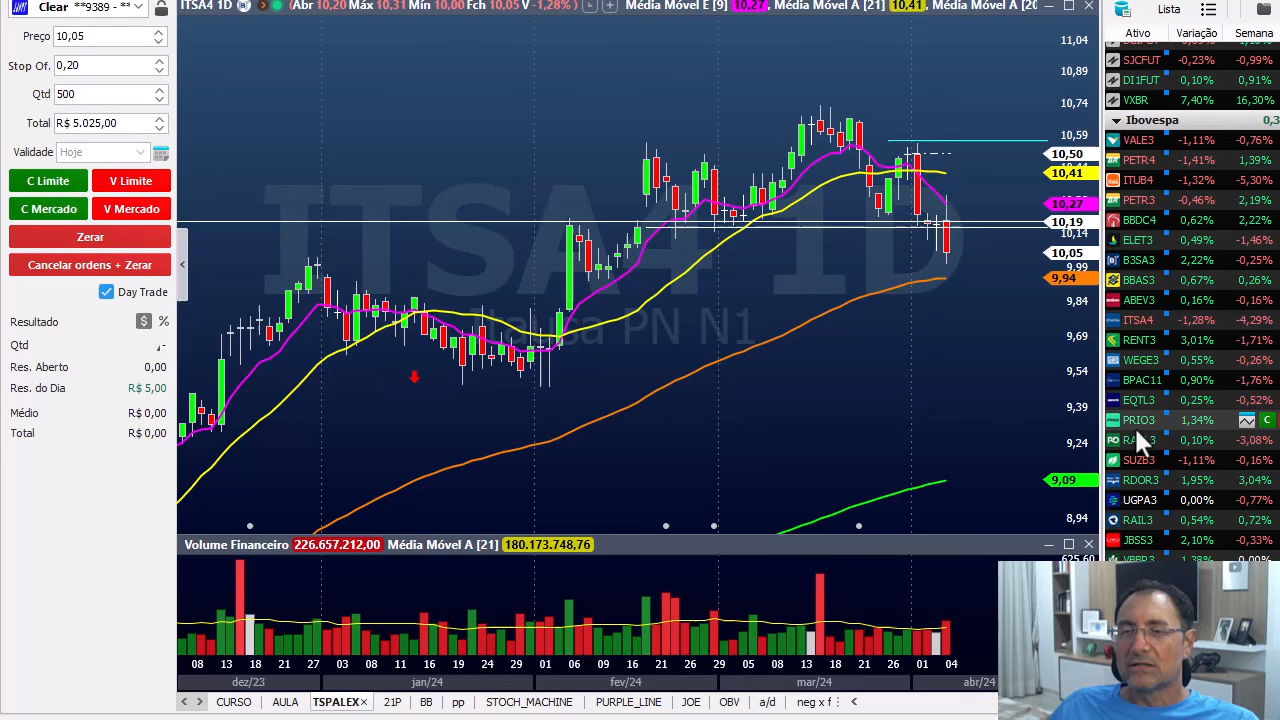 Clear **9389 - **
Preço 10,05
Stop Of. 0,20
Qtd 500
Total R$ 5.025,00
Validade Hoje
C Limite V Limite
C Mercado V Mercado
Zerar
Cancelar ordens + Zerar
Day Trade
Resultado $ %
Qtd -
Res. Aberto 0,00
Res. do Dia R$ 5,00
Médio R$ 0,00
Total R$ 0,00
ITSA4 1D (Abr 10,20 Máx 10,31 Mín 10,00 Fch 10,05 V -1,28%) Média Móvel E [9] 10,27 Média Móvel A [21] 10,41 Média Móvel A [20
ITSA4 1D
Itausa PN N1
11,04
10,89
10,74
10,59
10,50
10,41
10,27
10,19
10,14
10,05
9,99
9,94
9,84
9,69
9,54
9,39
9,24
9,09
8,94
Volume Financeiro 226.657.212,00 Média Móvel A [21] 180.173.748,76
625.60
08 13 18 21 27 03 08 11 16 19 24 01 06 09 16 21 26 29 05 08 13 18 21 26 01 04
dez/23 jan/24 fev/24 mar/24 abr/24
CURSO AULA TSPALEX× 21P BB pp STOCH_MACHINE PURPLE_LINE JOE OBV a/d neg x f
Lista
Ativo Variação Semana
SJCFUT -0,23% -0,99%
DI1FUT 0,10% 0,91%
VXBR 7,40% 16,30%
Ibovespa 0,3
VALE3 -1,11% -0,76%
PETR4 -1,41% 1,39%
ITUB4 -1,32% -5,30%
PETR3 -0,46% 2,19%
BBDC4 0,62% 2,22%
ELET3 0,49% -1,46%
B3SA3 2,22% -0,25%
BBAS3 0,67% 0,26%
ABEV3 0,16% -0,16%
ITSA4 -1,28% -4,29%
RENT3 3,01% -1,71%
WEGE3 0,55% -0,26%
BPAC11 0,90% -1,76%
EQTL3 0,25% -0,52%
PRIO3 1,34% C
0,10% -3,08%
SUZB3 -1,11% -0,16%
RDOR3 1,95% 3,04%
UGPA3 0,00% -0,77%
RAIL3 0,54% 0,72%
JBSS3 2,10% -0,33%
VBBR3 1,38% 0,00%